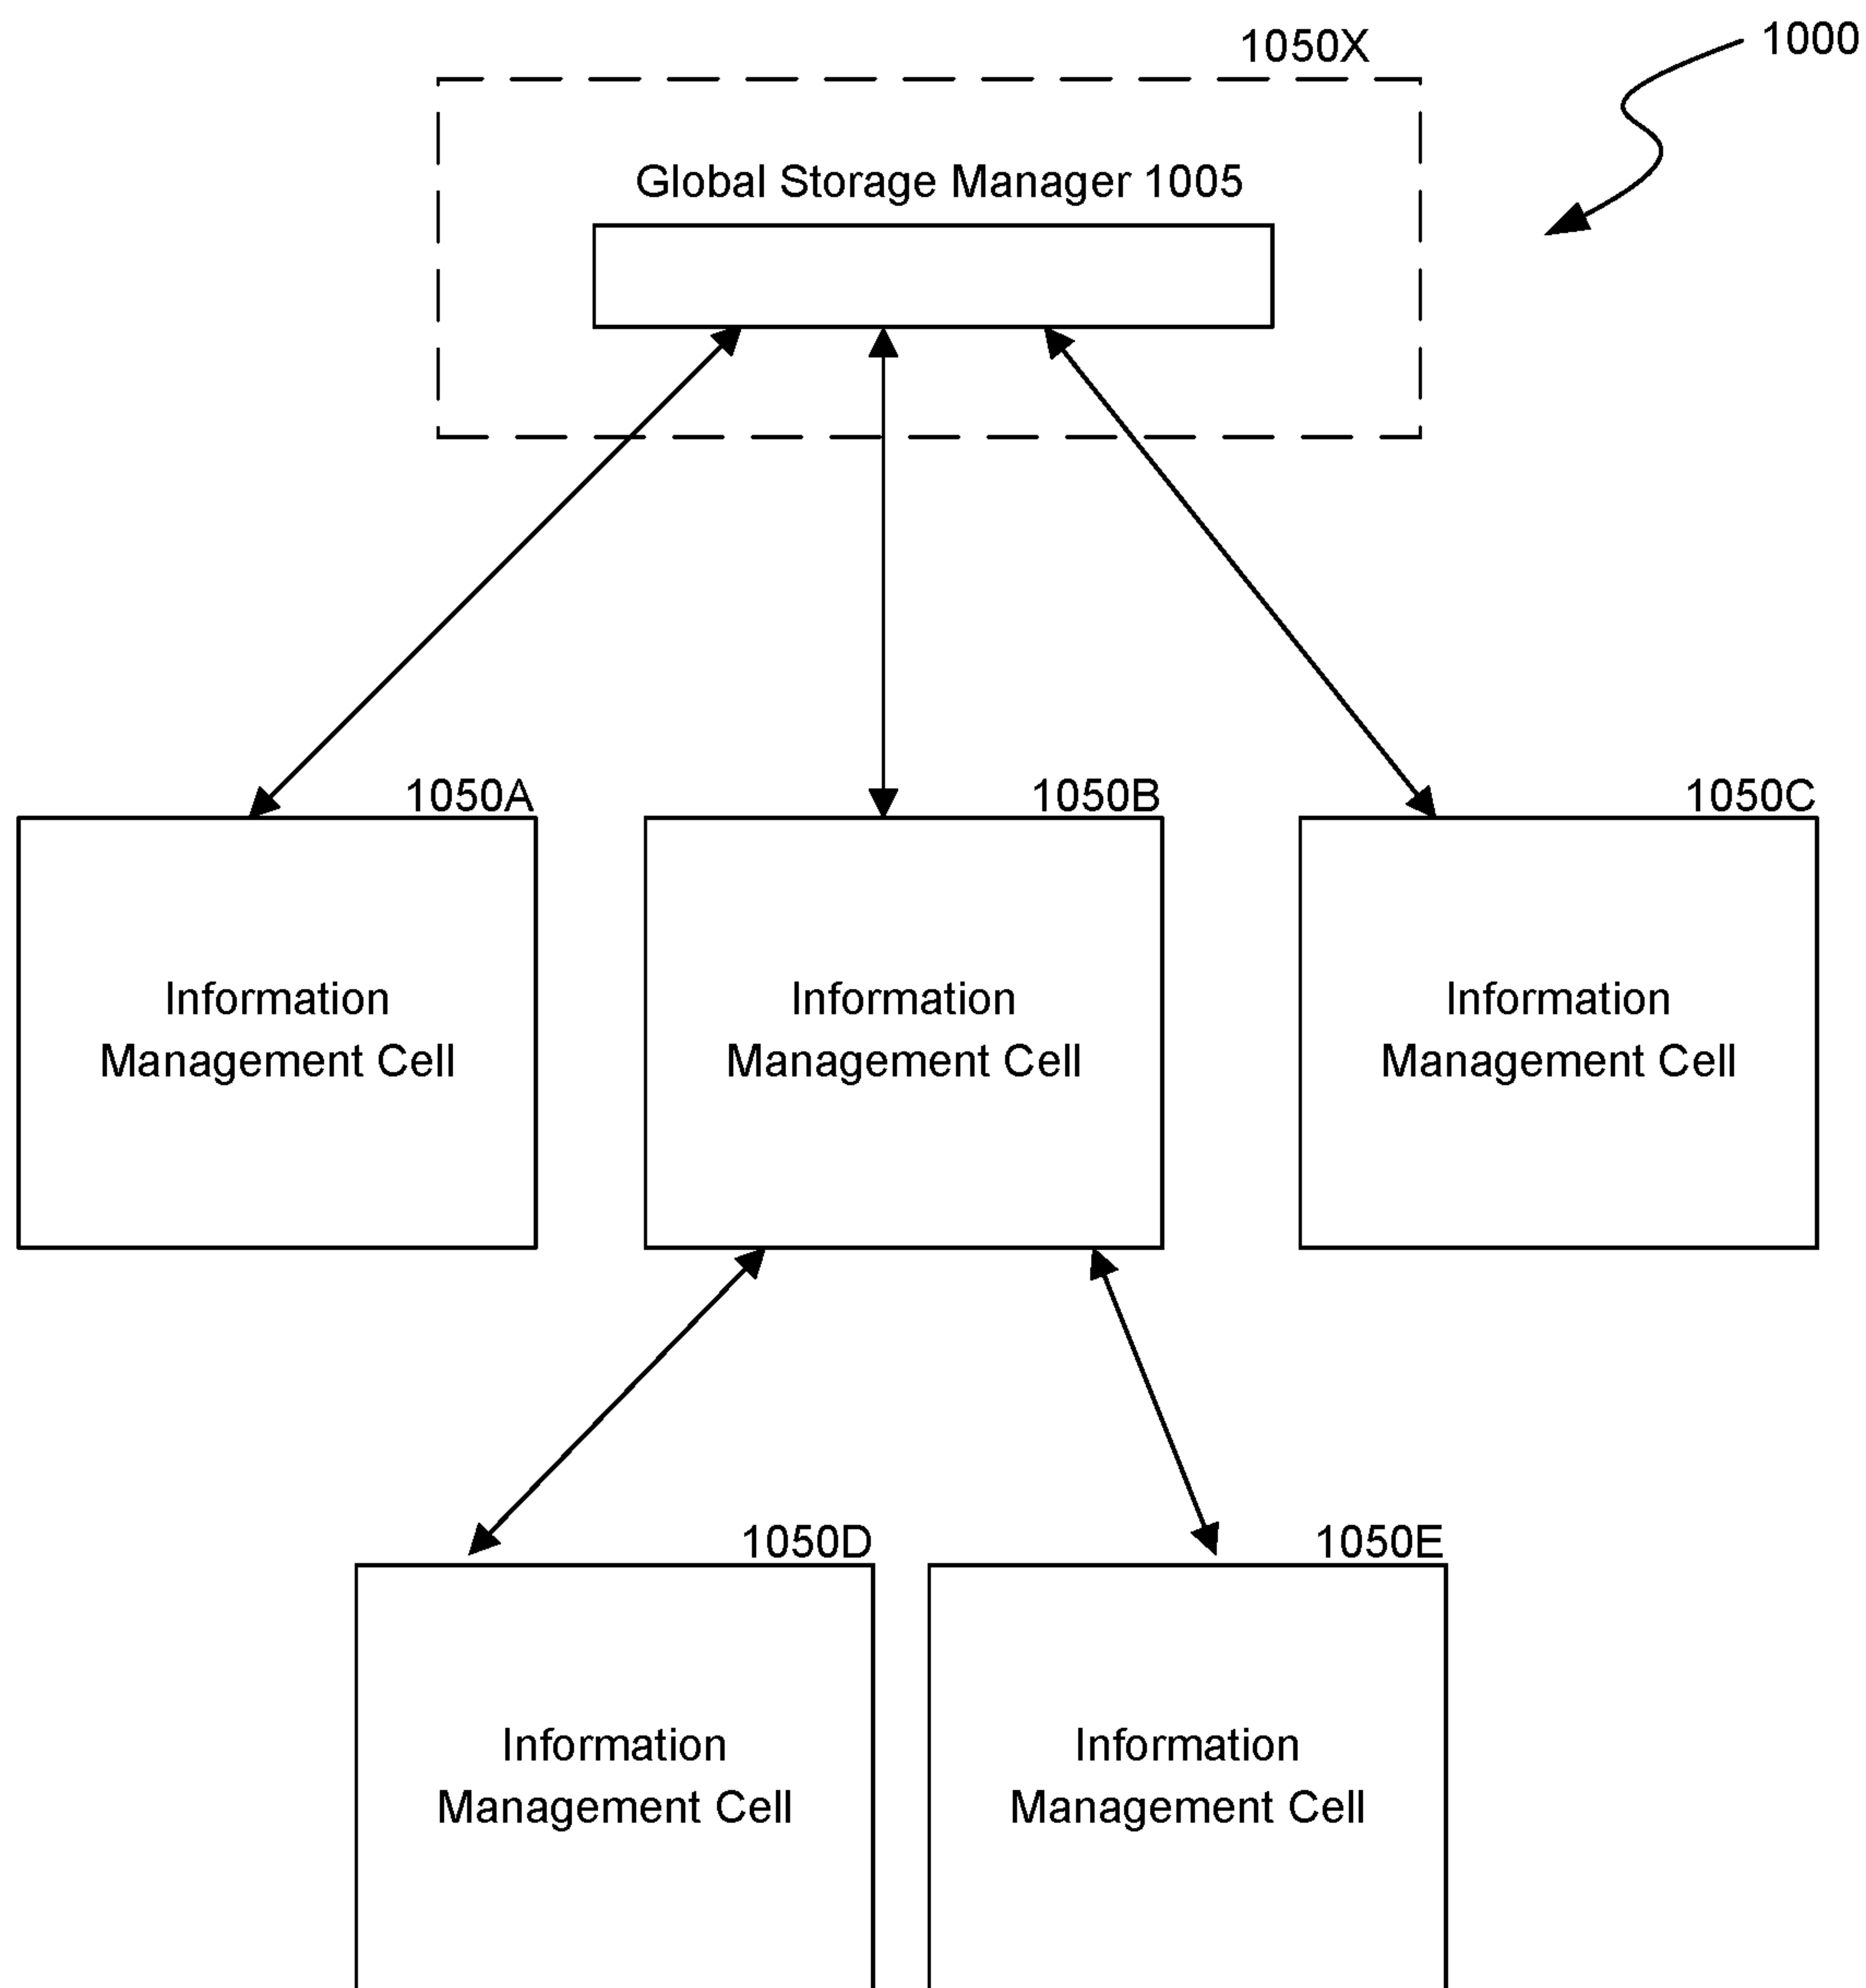 1050X
1000
Global Storage Manager 1005
1050A
1050B
1050C
Information
Management Cell
Information
Management Cell
Information
Management Cell
1050D
1050E
Information
Management Cell
Information
Management Cell